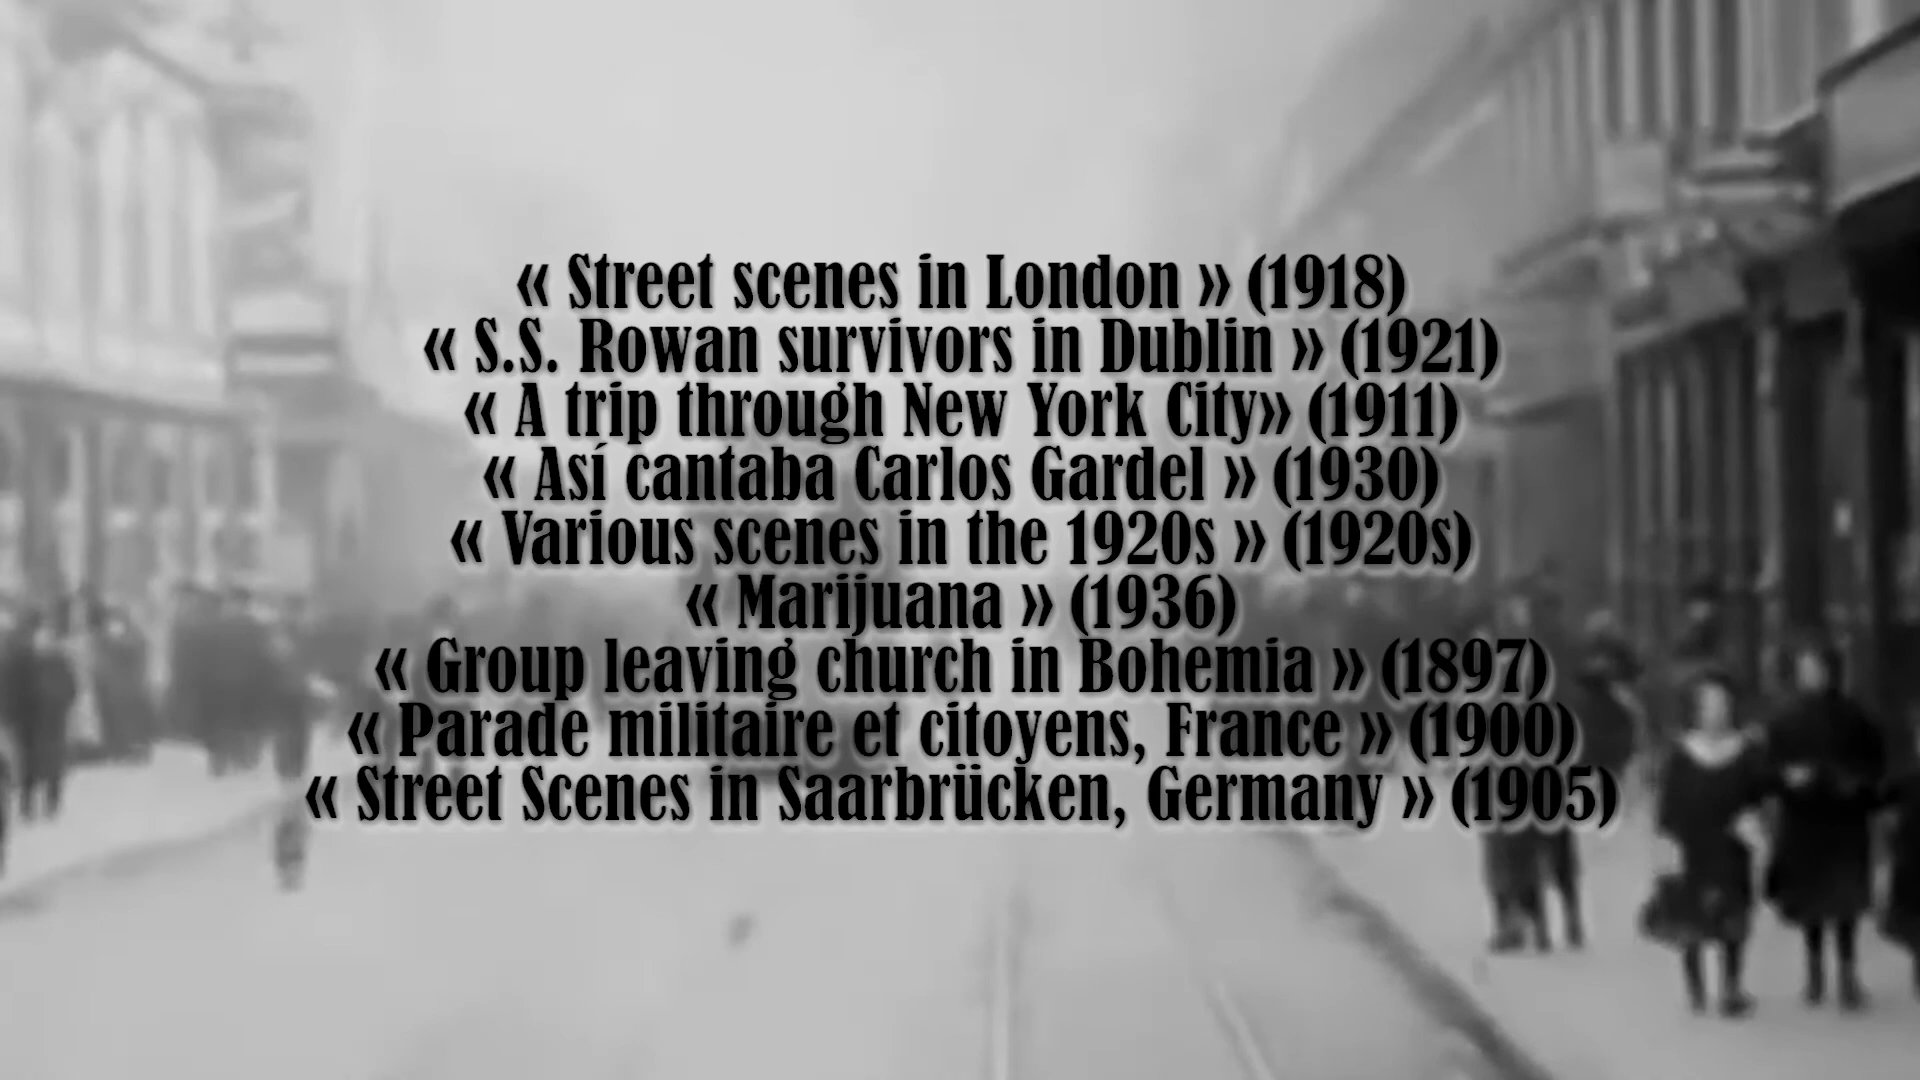 « Street scenes in London » (1918)
« S.S. Rowan survivors in Dublin » (1921)
« A trip through New York City» (1911)
« Así cantaba Carlos Gardel » (1930)
« Various scenes in the 1920s » (1920s)
« Marijuana » (1936)
« Group leaving church in Bohemia » (1897)
« Parade militaire et citoyens, France » (1900)
« Street Scenes in Saarbrücken, Germany » (1905)